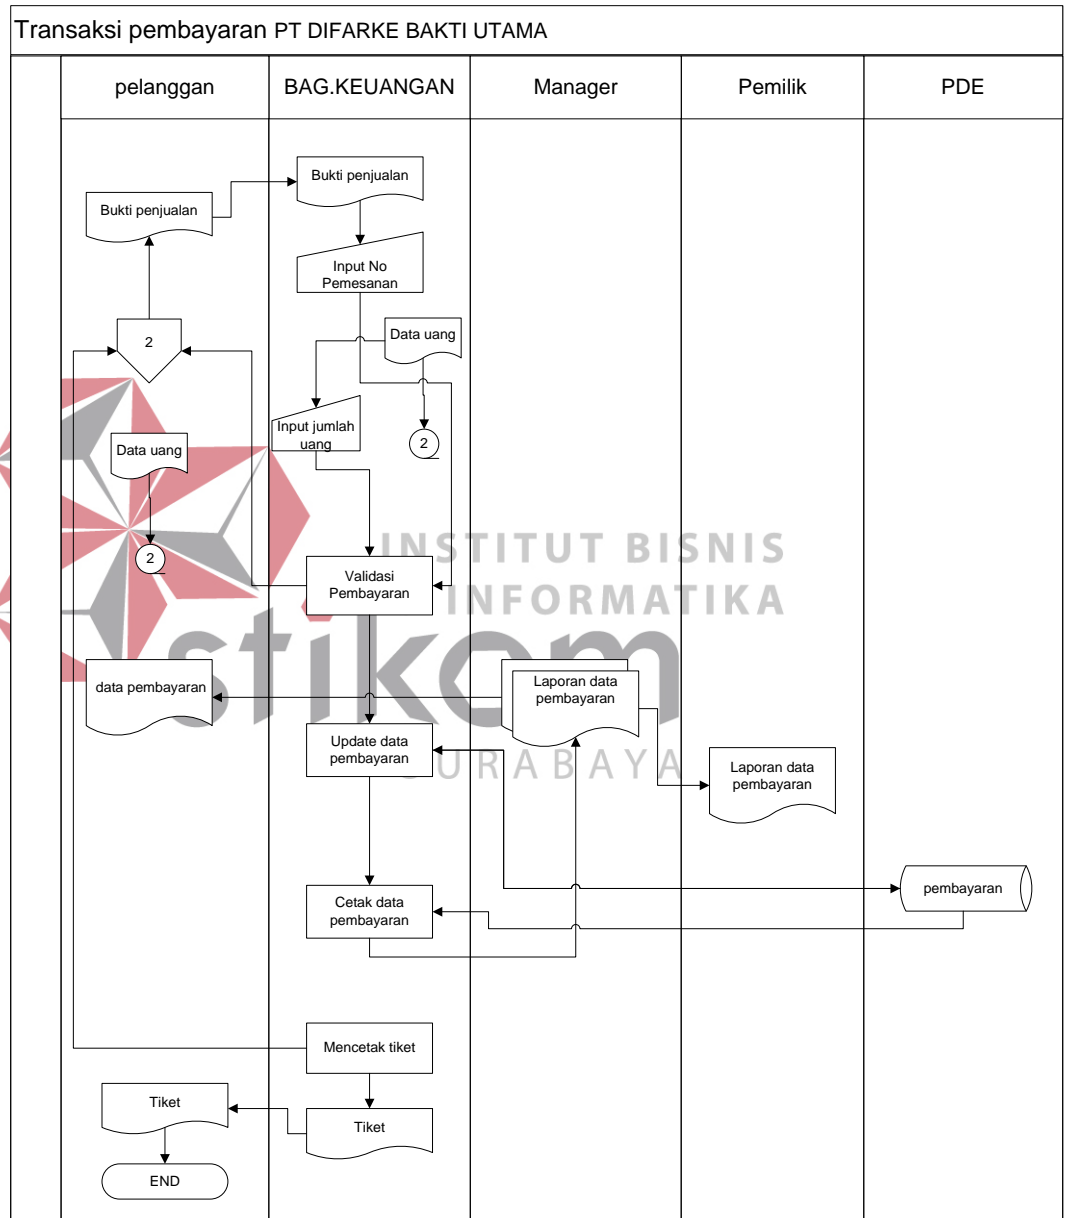 Transaksi pembayaran PT DIFARKE BAKTI UTAMA
pelanggan
BAG.KEUANGAN
Manager
Pemilik
PDE
Bukti penjualan
Bukti penjualan
Input No
Pemesanan
2
Data uang
Input jumlah
uang
2
Data uang
2
INSTITUT BISNIS
INFORMATIKA
stikom
SURABAYA
Validasi
Pembayaran
data pembayaran
Laporan data
pembayaran
Update data
pembayaran
Laporan data
pembayaran
Cetak data
pembayaran
pembayaran
Mencetak tiket
Tiket
Tiket
END